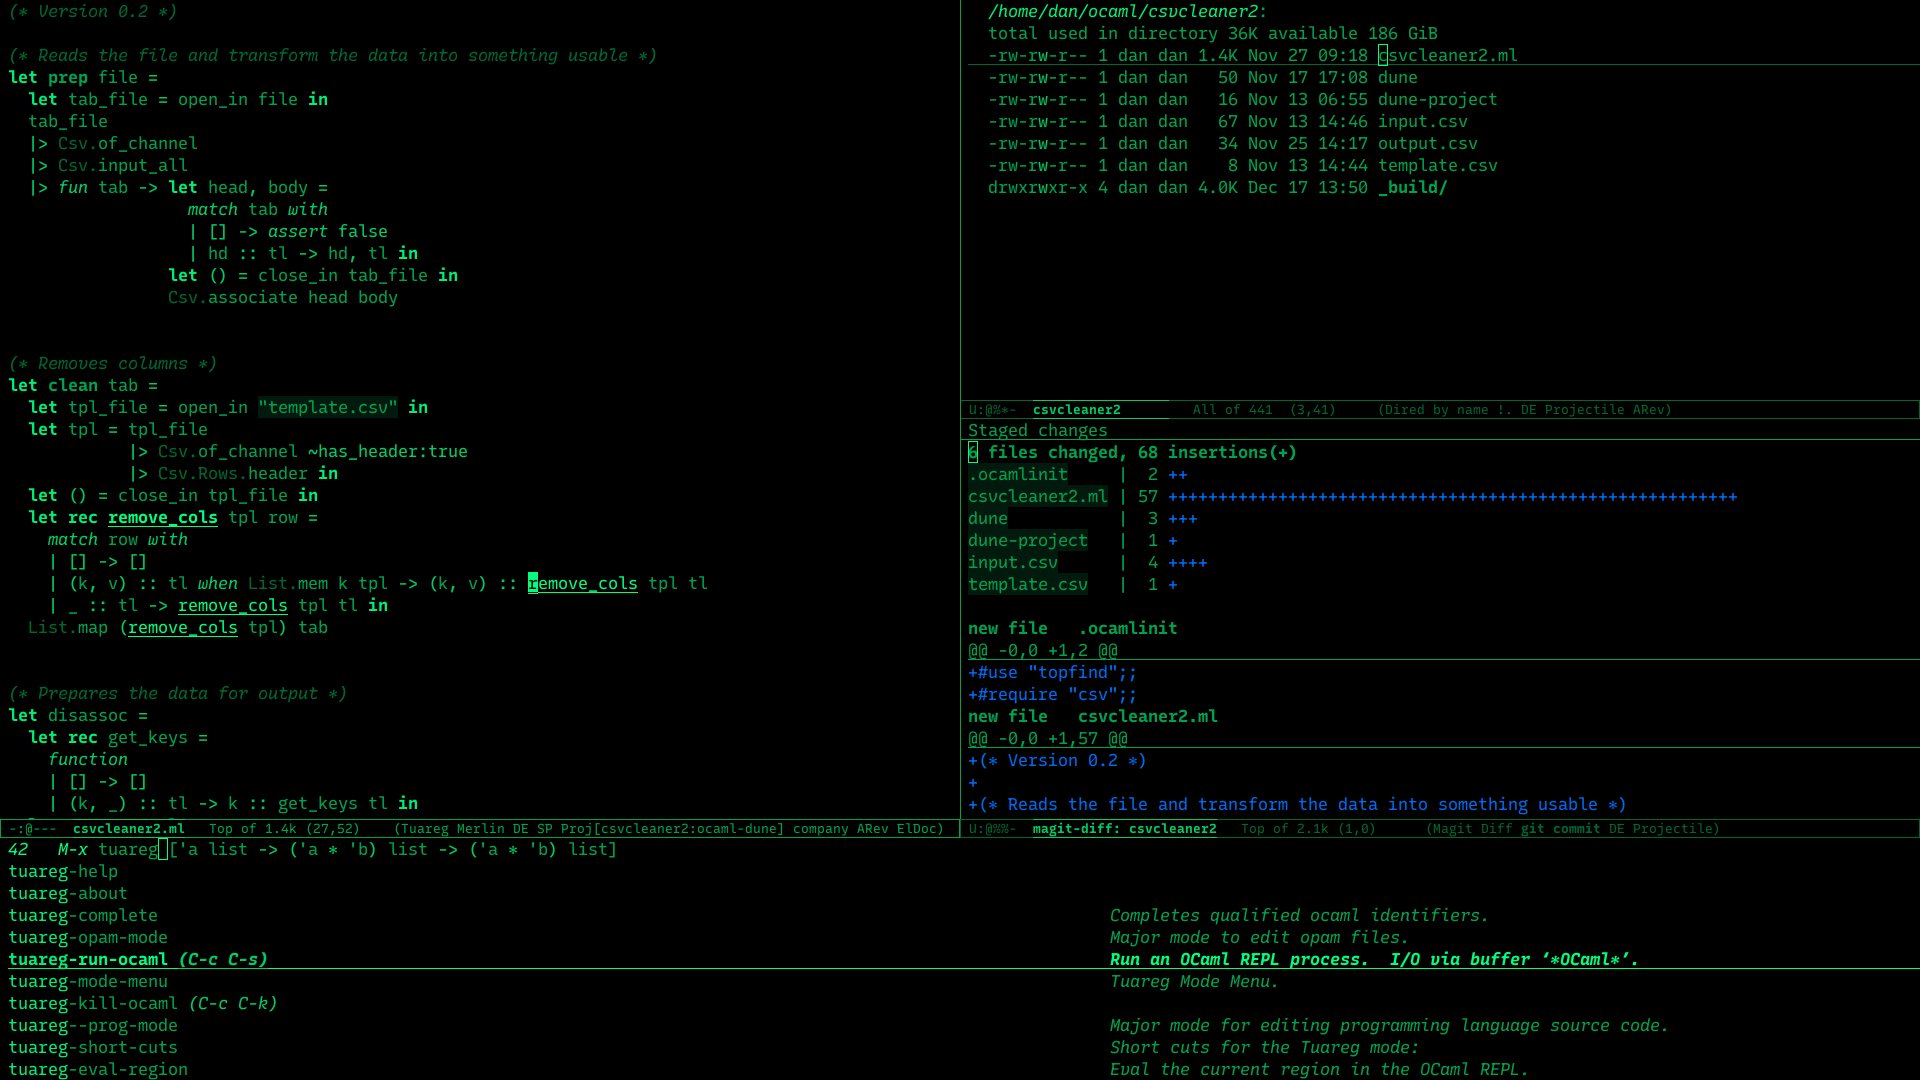 (* Version 0.2 *)

(* Reads the file and transform the data into something usable *)
let prep file =
  let tab_file = open_in file in
  tab_file
  |> Csv.of_channel
  |> Csv.input_all
  |> fun tab -> let head, body =
                  match tab with
                  | [] -> assert false
                  | hd :: tl -> hd, tl in
                let () = close_in tab_file in
                Csv.associate head body

(* Removes columns *)
let clean tab =
  let tpl_file = open_in "template.csv" in
  let tpl = tpl_file
            |> Csv.of_channel ~has_header:true
            |> Csv.Rows.header in
  let () = close_in tpl_file in
  let rec remove_cols tpl row =
    match row with
    | [] -> []
    | (k, v) :: tl when List.mem k tpl -> (k, v) :: remove_cols tpl tl
    | _ :: tl -> remove_cols tpl tl in
  List.map (remove_cols tpl) tab

(* Prepares the data for output *)
let disassoc =
  let rec get_keys =
    function
    | [] -> []
    | (k, _) :: tl -> k :: get_keys tl in
-:@---  csvcleaner2.ml   Top of 1.4k (27,52)    (Tuareg Merlin DE SP Proj[csvcleaner2:ocaml-dune] company ARev ElDoc)
/home/dan/ocaml/csvcleaner2:
total used in directory 36K available 186 GiB
-rw-rw-r-- 1 dan dan 1.4K Nov 27 09:18 csvcleaner2.ml
-rw-rw-r-- 1 dan dan   50 Nov 17 17:08 dune
-rw-rw-r-- 1 dan dan   16 Nov 13 06:55 dune-project
-rw-rw-r-- 1 dan dan   67 Nov 13 14:46 input.csv
-rw-rw-r-- 1 dan dan   34 Nov 25 14:17 output.csv
-rw-rw-r-- 1 dan dan    8 Nov 13 14:44 template.csv
drwxrwxr-x 4 dan dan 4.0K Dec 17 13:50 _build/
U:@%*-  csvcleaner2         All of 441  (3,41)     (Dired by name !. DE Projectile ARev)
Staged changes
6 files changed, 68 insertions(+)
.ocamlinit     |  2 ++
csvcleaner2.ml | 57 +++++++++++++++++++++++++++++++++++++++++++++++++++++++++
dune           |  3 +++
dune-project   |  1 +
input.csv      |  4 ++++
template.csv   |  1 +

new file   .ocamlinit
@@ -0,0 +1,2 @@
+#use "topfind";;
+#require "csv";;
new file   csvcleaner2.ml
@@ -0,0 +1,57 @@
+(* Version 0.2 *)
+
+(* Reads the file and transform the data into something usable *)
U:@%%-  magit-diff: csvcleaner2   Top of 2.1k (1,0)      (Magit Diff git commit DE Projectile)
42   M-x tuareg ['a list -> ('a * 'b) list -> ('a * 'b) list]
tuareg-help
tuareg-about
tuareg-complete  Completes qualified ocaml identifiers.
tuareg-opam-mode  Major mode to edit opam files.
tuareg-run-ocaml (C-c C-s)  Run an OCaml REPL process.  I/O via buffer ‘*OCaml*’.
tuareg-mode-menu  Tuareg Mode Menu.
tuareg-kill-ocaml (C-c C-k)
tuareg--prog-mode  Major mode for editing programming language source code.
tuareg-short-cuts  Short cuts for the Tuareg mode:
tuareg-eval-region  Eval the current region in the OCaml REPL.